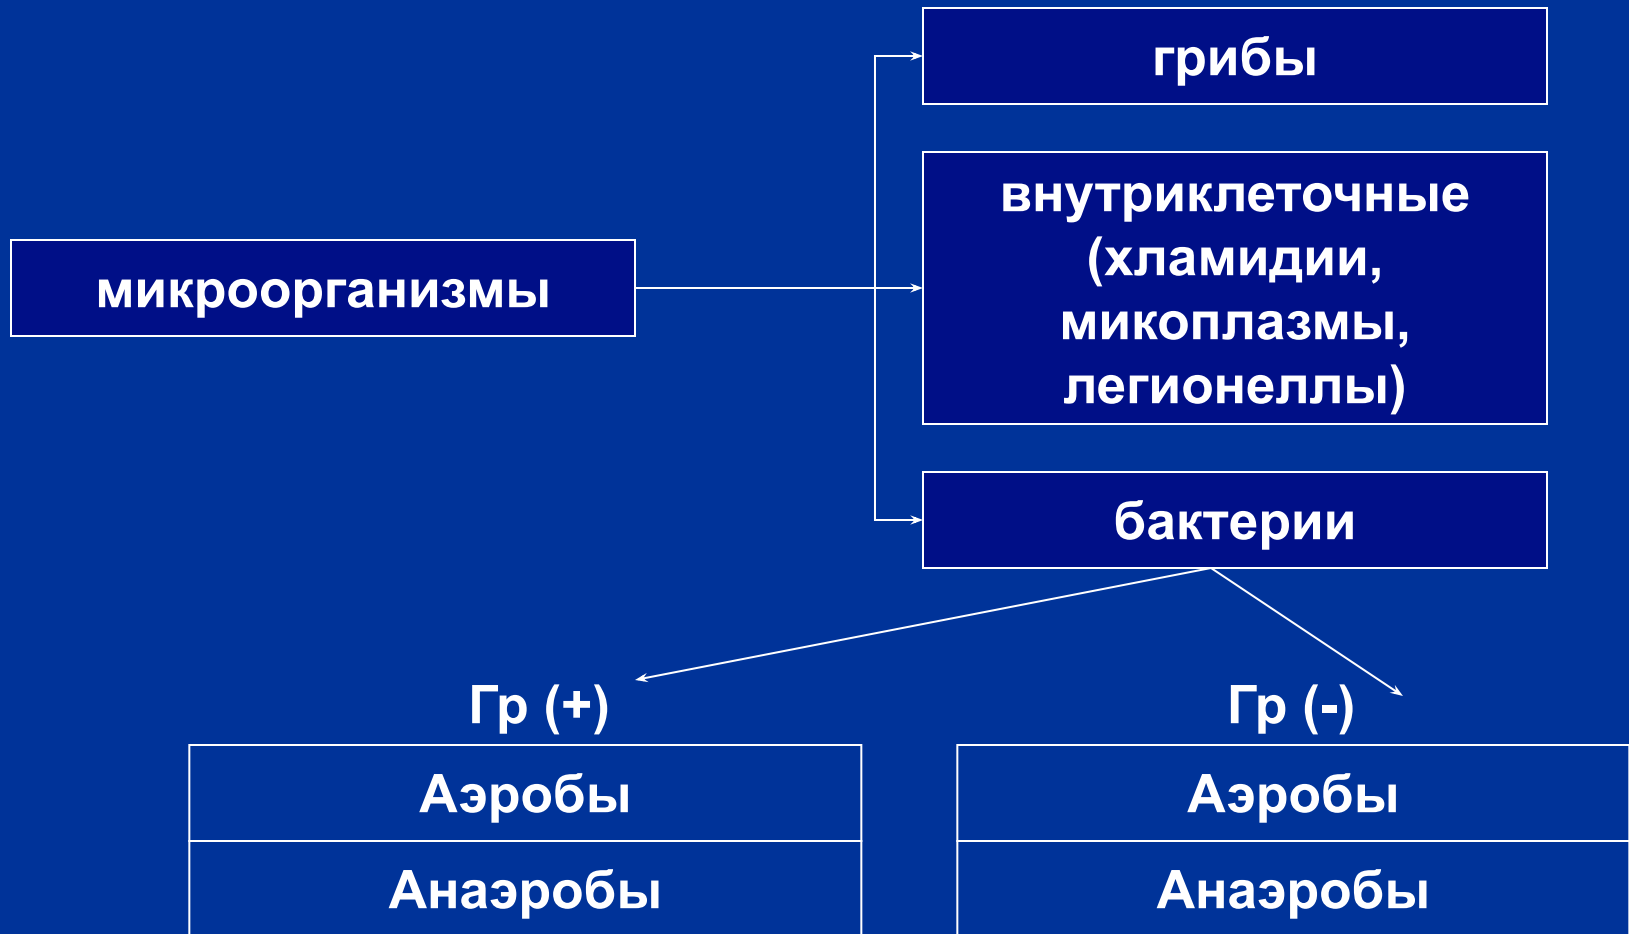 грибы
внутриклеточные
(хламидии,
микоплазмы,
легионеллы)
микроорганизмы
бактерии
Гр (+)
Гр (-)
Аэробы
Аэробы
Анаэробы
Анаэробы